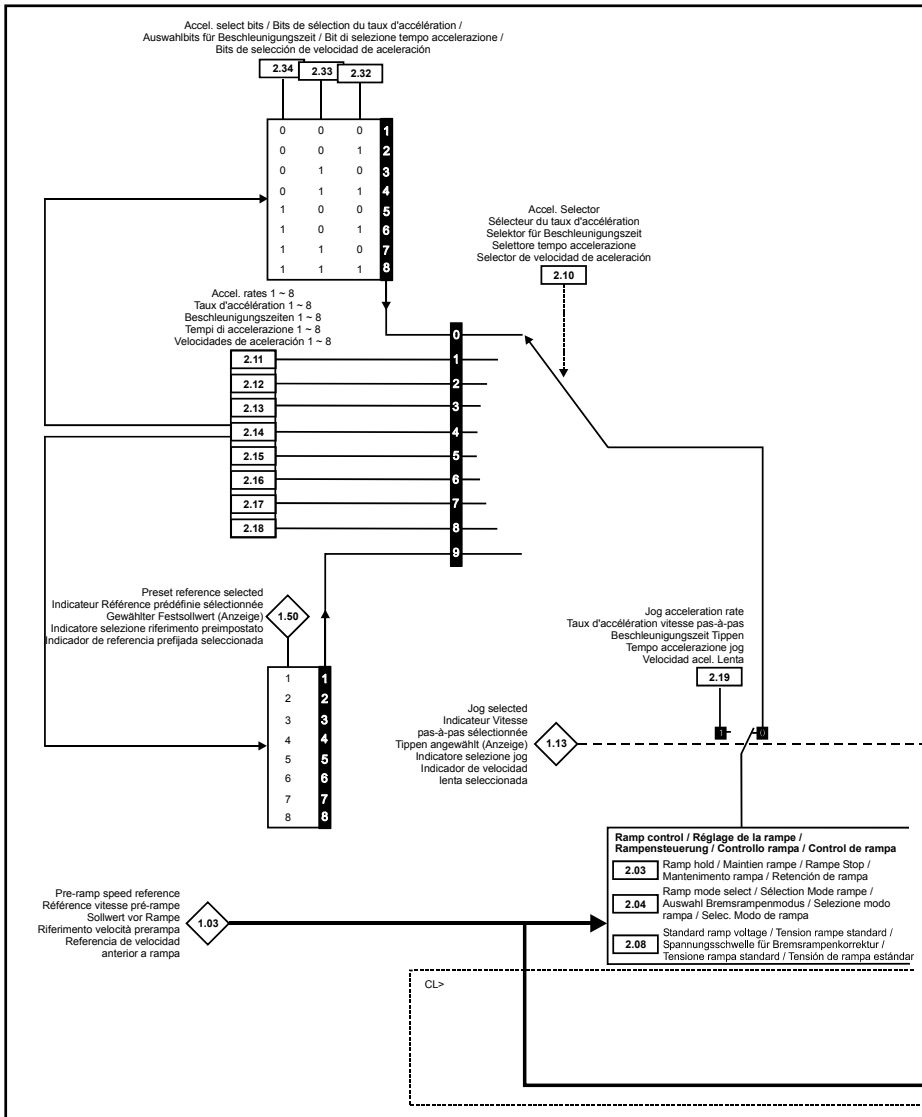 Accel. select bits / Bits de sélection du taux d'accélération /
Auswahlbits für Beschleunigungszeit / Bit di selezione tempo accelerazione /
Bits de selección de velocidad de aceleración
2.34 2.33 2.32
0 0 0 1
0 0 1 2
0 1 0 3
0 1 1 4
1 0 0 5
1 0 1 6
1 1 0 7
1 1 1 8
Accel. Selector
Sélecteur du taux d'accélération
Selektor für Beschleunigungszeit
Selettore tempo accelerazione
Selector de velocidad de aceleración
2.10
Accel. rates 1 ~ 8
Taux d'accélération 1 ~ 8
Beschleunigungszeiten 1 ~ 8
Tempi di accelerazione 1 ~ 8
Velocidades de aceleración 1 ~ 8
0
2.11 1
2.12 2
2.13 3
2.14 4
2.15 5
2.16 6
2.17 7
2.18 8
9
Preset reference selected
Indicateur Référence prédéfinie sélectionnée
Gewählter Festsollwert (Anzeige)
Indicatore selezione riferimento preimpostato
Indicador de referencia prefijada seleccionada
1.50
1 1
2 2
3 3
4 4
5 5
6 6
7 7
8 8
Jog acceleration rate
Taux d'accélération vitesse pas-à-pas
Beschleunigungszeit Tippen
Tempo accelerazione jog
Velocidad acel. Lenta
2.19
1 0
Jog selected
Indicateur Vitesse
pas-à-pas sélectionnée
Tippen angewählt (Anzeige)
Indicatore selezione jog
Indicador de velocidad
lenta seleccionada
1.13
Ramp control / Réglage de la rampe /
Rampensteuerung / Controllo rampa / Control de rampa
2.03 Ramp hold / Maintien rampe / Rampe Stop /
Mantenimento rampa / Retención de rampa
2.04 Ramp mode select / Sélection Mode rampe /
Auswahl Bremsrampenmodus / Selezione modo
rampa / Selec. Modo de rampa
2.08 Standard ramp voltage / Tension rampe standard /
Spannungsschwelle für Bremsrampenkorrektur /
Tensione rampa standard / Tensión de rampa estándar
Pre-ramp speed reference
Référence vitesse pré-rampe
Sollwert vor Rampe
Riferimento velocità prerampa
Referencia de velocidad
anterior a rampa
1.03
CL>